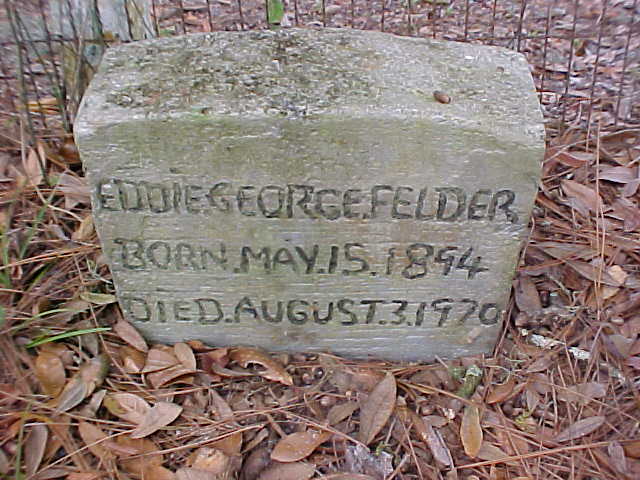 EDDIE.GEORGE.FELDER
BORN.MAY.15.1894
DIED.AUGUST.3.1970